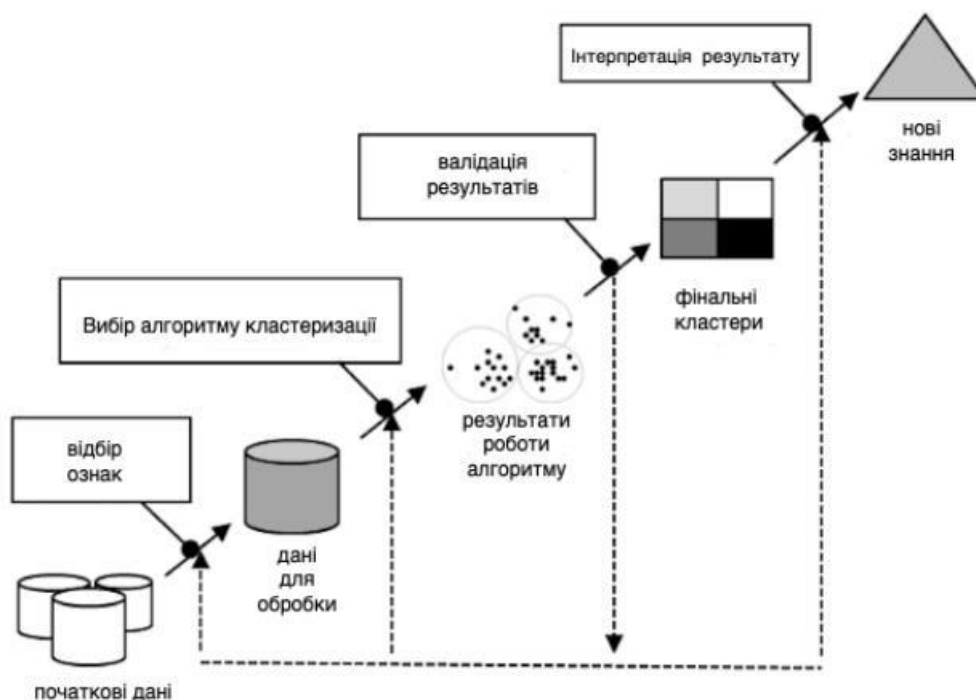 Інтерпретація результату
нові
знання
валідація
результатів
фінальні
кластери
Вибір алгоритму кластеризації
результати
роботи
алгоритму
відбір
ознак
дані
для
обробки
початкові дані